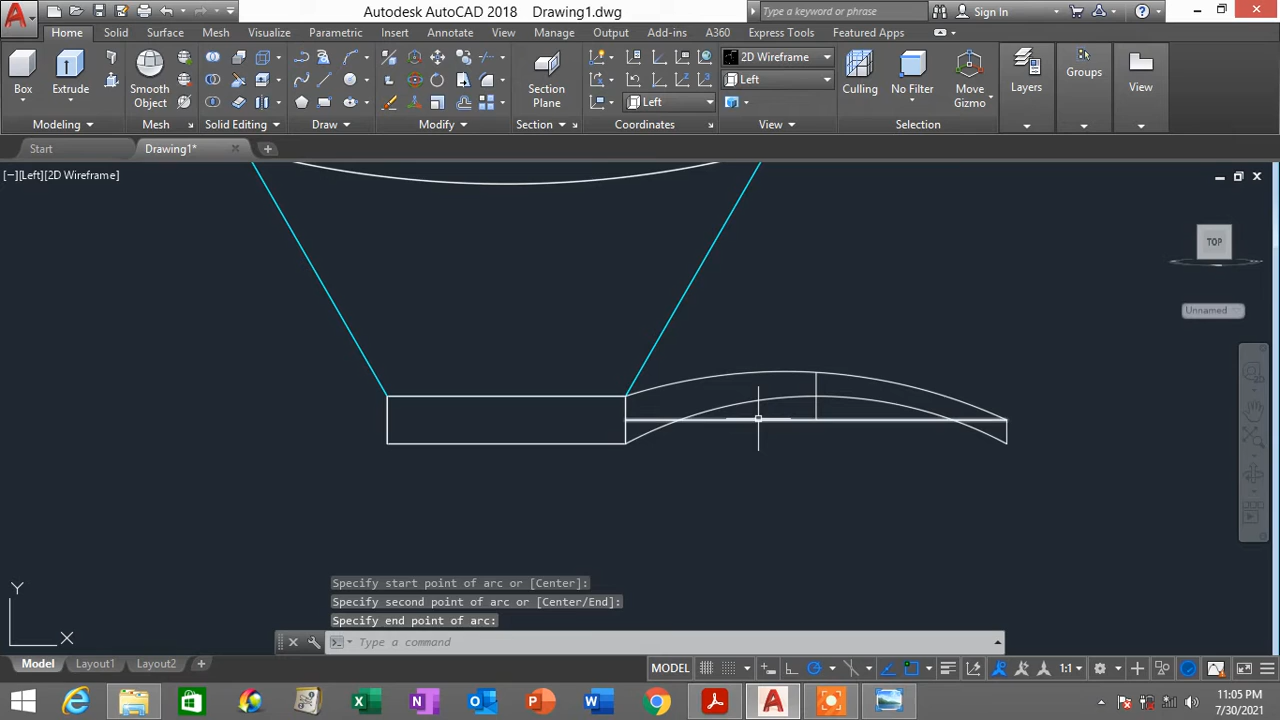 Autodesk AutoCAD 2018 Drawing1.dwg
Type a keyword or phrase
Sign In
Home Solid Surface Mesh Visualize Parametric Insert Annotate View Manage Output Add-ins A360 Express Tools Featured Apps
Box
Extrude
Smooth
Object
Section
Plane
2D Wireframe
Left
Left
Culling
No Filter
Move
Gizmo
Layers
Groups
View
Modeling
Mesh
Solid Editing
Draw
Modify
Section
Coordinates
View
Selection
Start
Drawing1*
[−][Left][2D Wireframe]
TOP
Unnamed
Y
X
Specify start point of arc or [Center]:
Specify second point of arc or [Center/End]:
Specify end point of arc:
Type a command
Model
Layout1
Layout2
MODEL
1:1
11:05 PM
7/30/2021